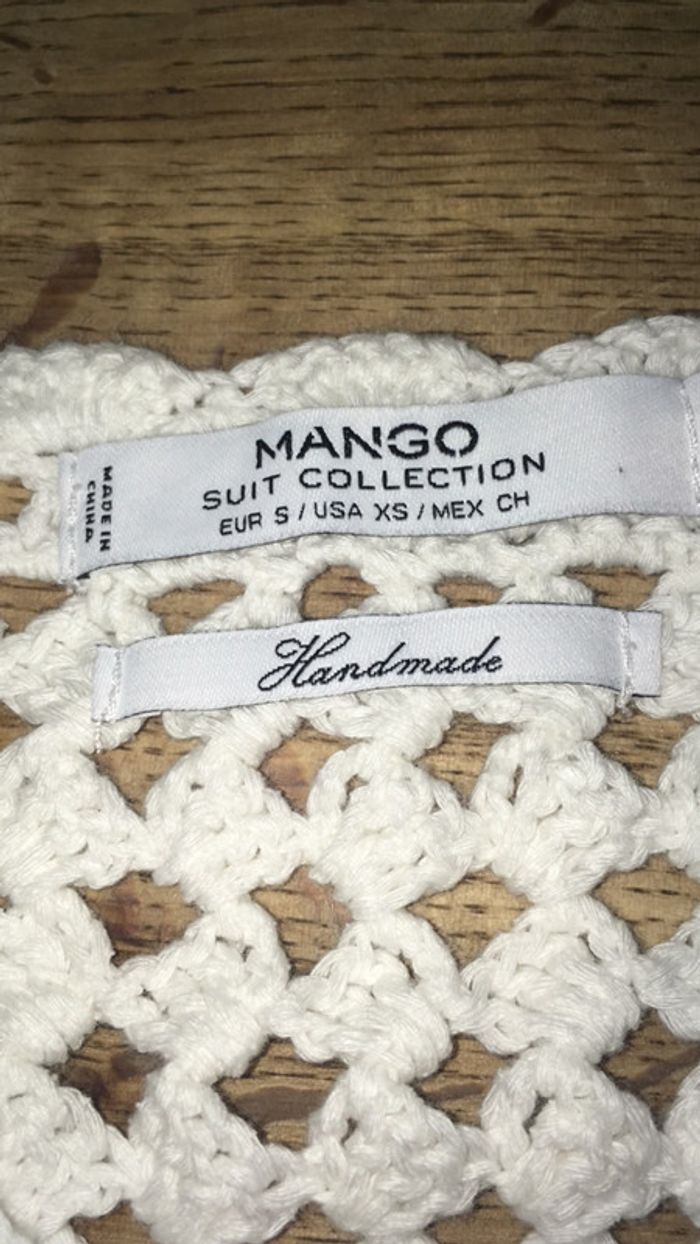 MANGO
SUIT COLLECTION
EUR S / USA XS / MEX CH
MADE IN
CHINA
Handmade